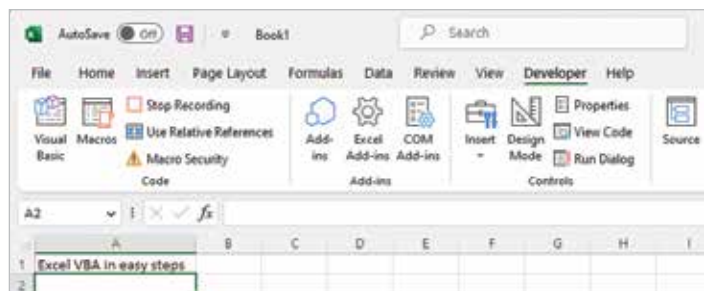 AutoSave Off Book1 Search
File Home Insert Page Layout Formulas Data Review View Developer Help
Visual Basic
Macros
Stop Recording
Use Relative References
Macro Security
Code
Add-ins
Excel Add-ins
COM Add-ins
Add-ins
Insert
Design Mode
Properties
View Code
Run Dialog
Controls
Source
A2 fx
A B C D E F G H I
1 Excel VBA in easy steps
2